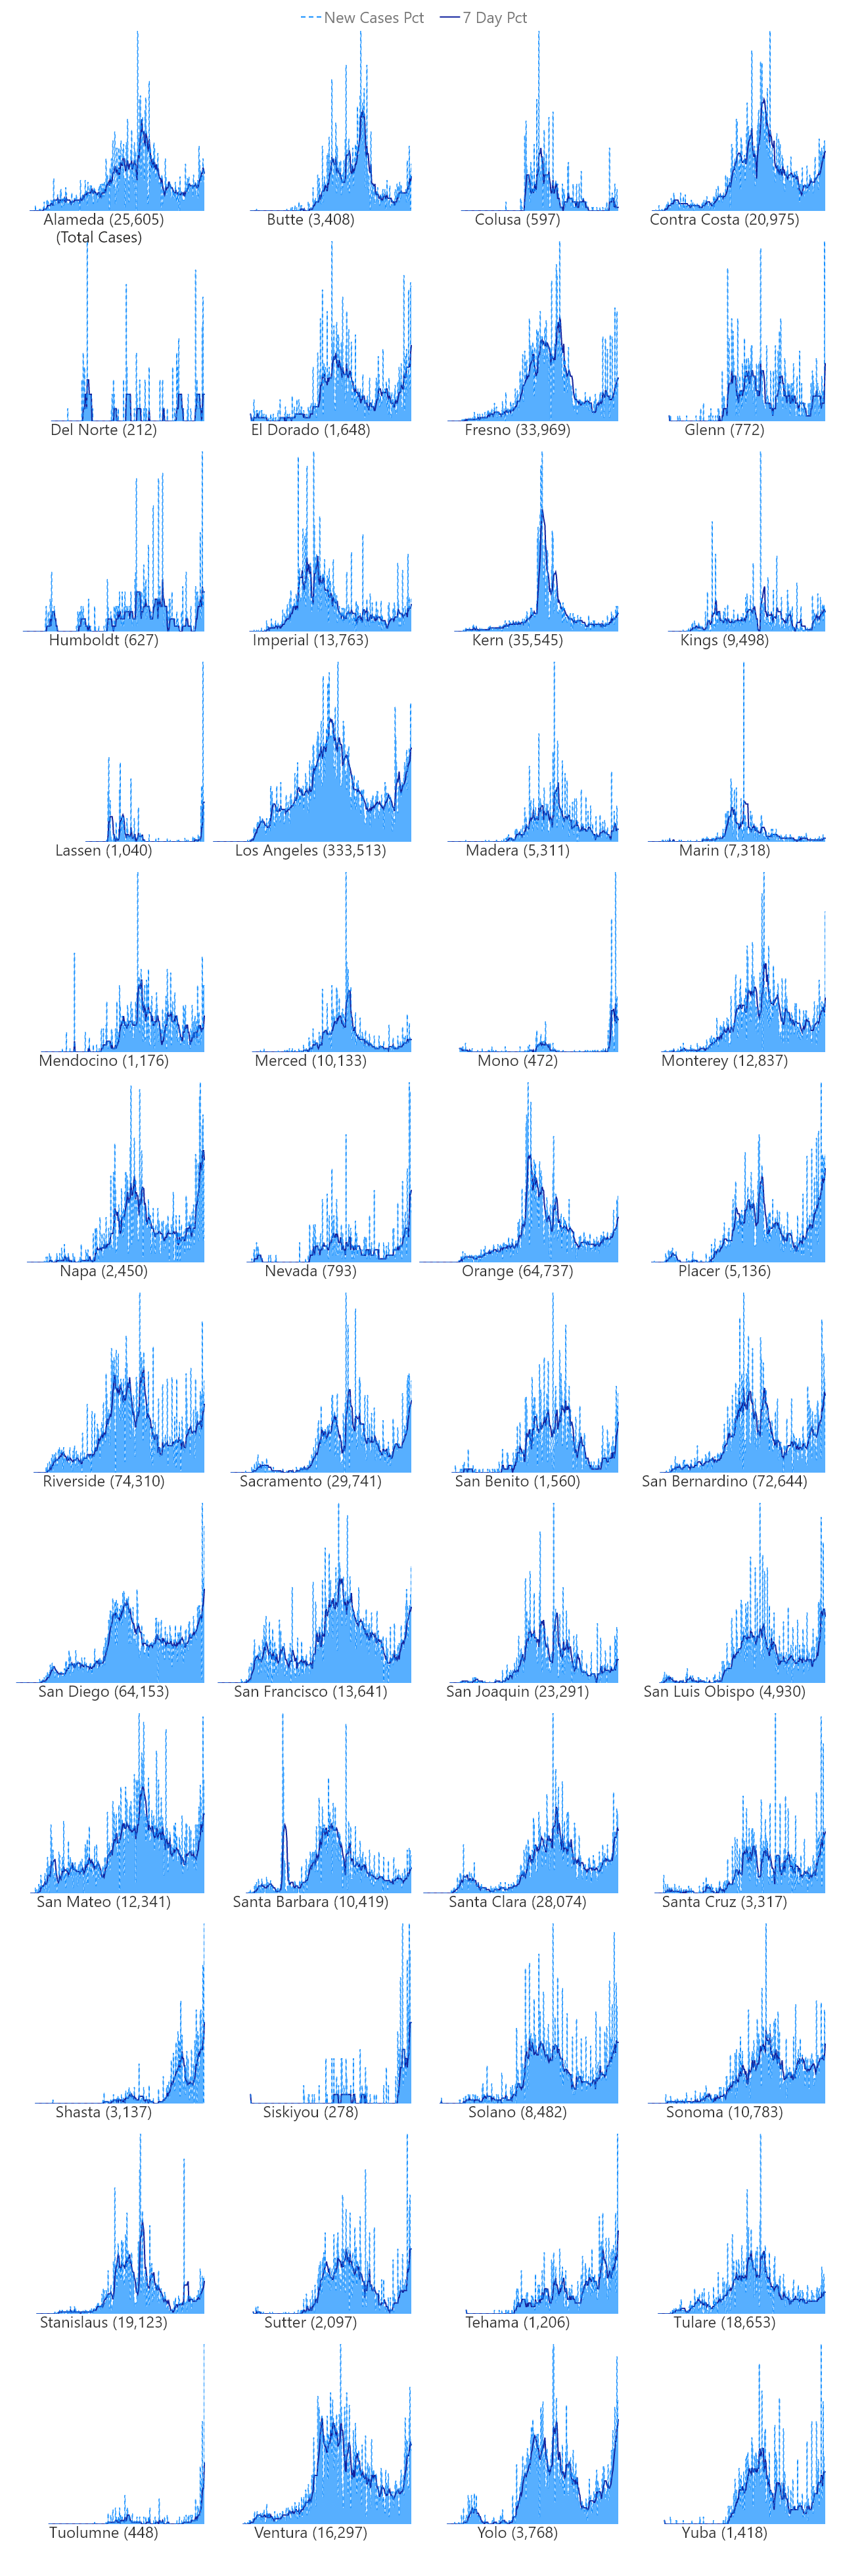 New Cases Pct 7 Day Pct
Alameda (25,605) Butte (3,408) Colusa (597) Contra Costa (20,975)
(Total Cases)
Del Norte (212) El Dorado (1,648) Fresno (33,969) Glenn (772)
Humboldt (627) Imperial (13,763) Kern (35,545) Kings (9,498)
Lassen (1,040) Los Angeles (333,513) Madera (5,311) Marin (7,318)
Mendocino (1,176) Merced (10,133) Mono (472) Monterey (12,837)
Napa (2,450) Nevada (793) Orange (64,737) Placer (5,136)
Riverside (74,310) Sacramento (29,741) San Benito (1,560) San Bernardino (72,644)
San Diego (64,153) San Francisco (13,641) San Joaquin (23,291) San Luis Obispo (4,930)
San Mateo (12,341) Santa Barbara (10,419) Santa Clara (28,074) Santa Cruz (3,317)
Shasta (3,137) Siskiyou (278) Solano (8,482) Sonoma (10,783)
Stanislaus (19,123) Sutter (2,097) Tehama (1,206) Tulare (18,653)
Tuolumne (448) Ventura (16,297) Yolo (3,768) Yuba (1,418)